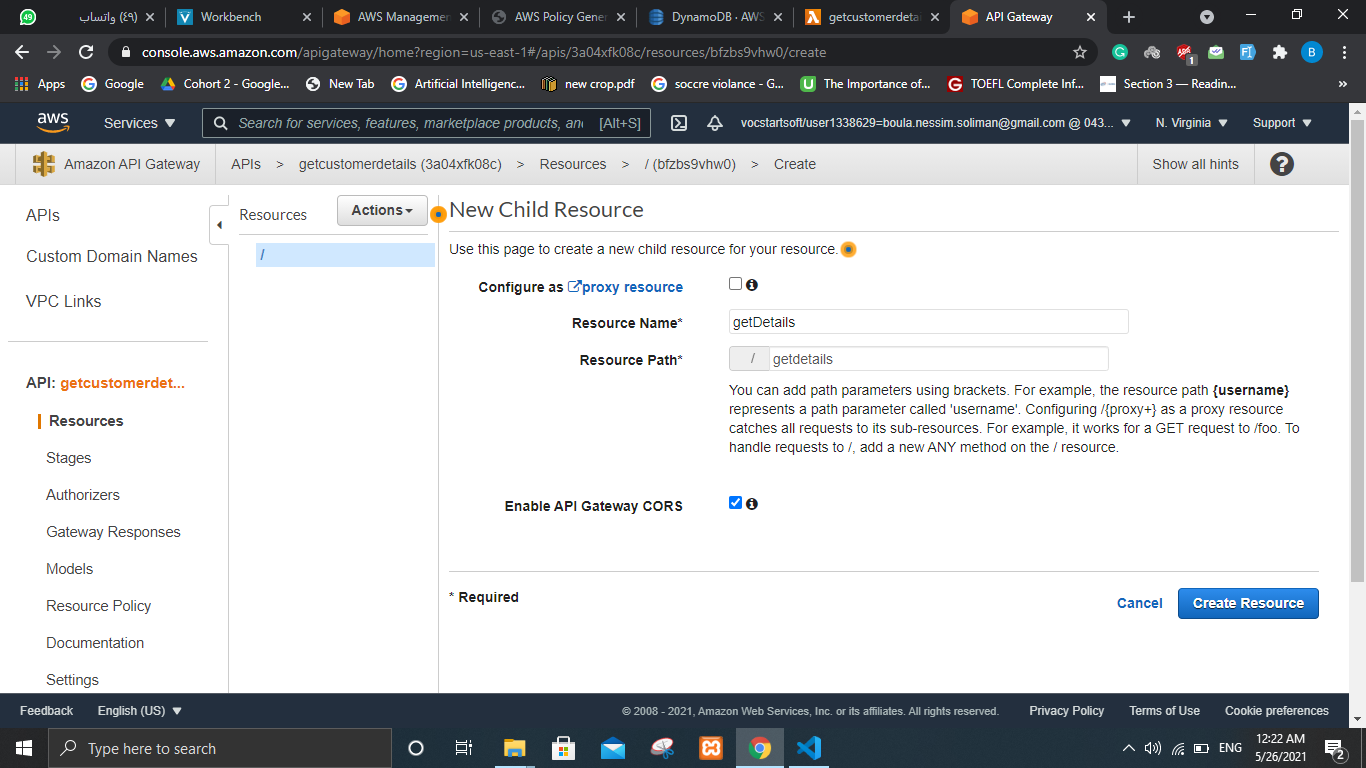 49
(٤٩) واتساب
Workbench
AWS Managemen
AWS Policy Gener
DynamoDB · AWS
getcustomerdetai
API Gateway
console.aws.amazon.com/apigateway/home?region=us-east-1#/apis/3a04xfk08c/resources/bfzbs9vhw0/create
1
B
Apps
Google
Cohort 2 - Google...
New Tab
Artificial Intelligenc...
new crop.pdf
soccre violance - G...
The Importance of...
TOEFL Complete Inf...
Section 3 — Readin...
aws
Services
Search for services, features, marketplace products, and
[Alt+S]
vocstartsoft/user1338629=boula.nessim.soliman@gmail.com @ 043...
N. Virginia
Support
Amazon API Gateway
APIs > getcustomerdetails (3a04xfk08c) > Resources > / (bfzbs9vhw0) > Create
Show all hints
APIs
Custom Domain Names
VPC Links
API: getcustomerdet...
Resources
Stages
Authorizers
Gateway Responses
Models
Resource Policy
Documentation
Settings
Resources
Actions
/
New Child Resource
Use this page to create a new child resource for your resource.
Configure as proxy resource
Resource Name*
getDetails
Resource Path*
/ getdetails
You can add path parameters using brackets. For example, the resource path {username}
represents a path parameter called 'username'. Configuring /{proxy+} as a proxy resource
catches all requests to its sub-resources. For example, it works for a GET request to /foo. To
handle requests to /, add a new ANY method on the / resource.
Enable API Gateway CORS
* Required
Cancel
Create Resource
Feedback
English (US)
© 2008 - 2021, Amazon Web Services, Inc. or its affiliates. All rights reserved.
Privacy Policy
Terms of Use
Cookie preferences
Type here to search
ENG
12:22 AM
5/26/2021
2